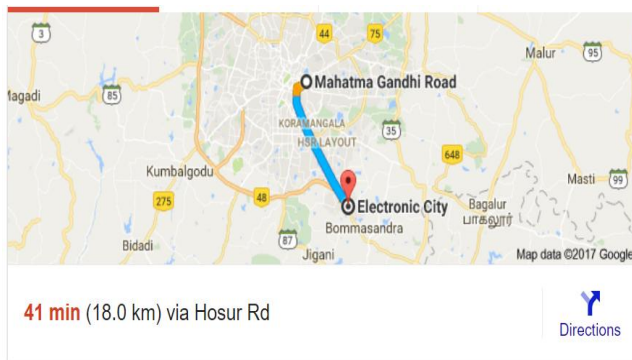 3
44
75
Malur
95
Mahatma Gandhi Road
Magadi
85
KORAMANGALA
35
HSR LAYOUT
648
Kumbalgodu
Masti
99
275
48
Electronic City
Bagalur
பாகலூர்
Bommasandra
87
Bidadi
Jigani
Map data ©2017 Google
41 min (18.0 km) via Hosur Rd
Directions